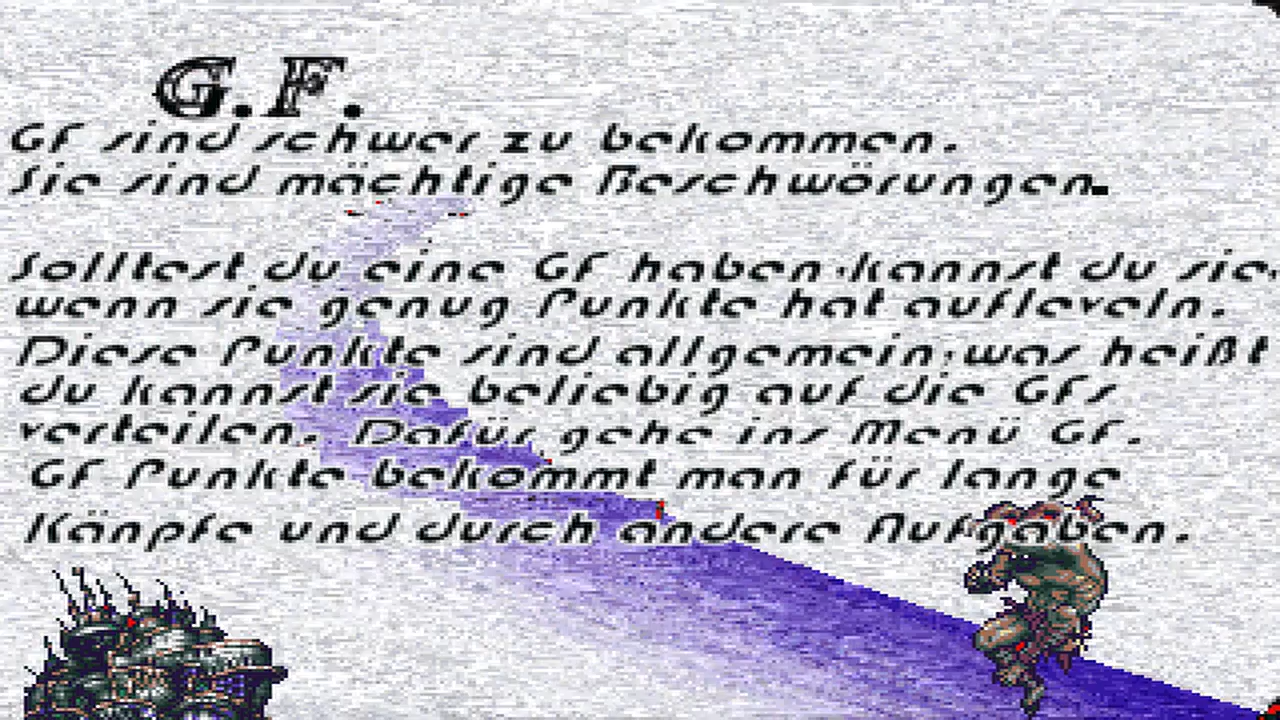 G.F.
GF sind schwer zu bekommen.
Sie sind mächtige Beschwörungen.
Solltest du eine GF haben,kannst du sie,
wenn sie genug Punkte hat aufleveln.
Diese Punkte sind allgemein,was heißt
du kannst sie beliebig auf die GFs
verteilen. Dafür gehe ins Menü GF.
GF Punkte bekommt man für lange
Känpfe und durch andere Aufgaben.